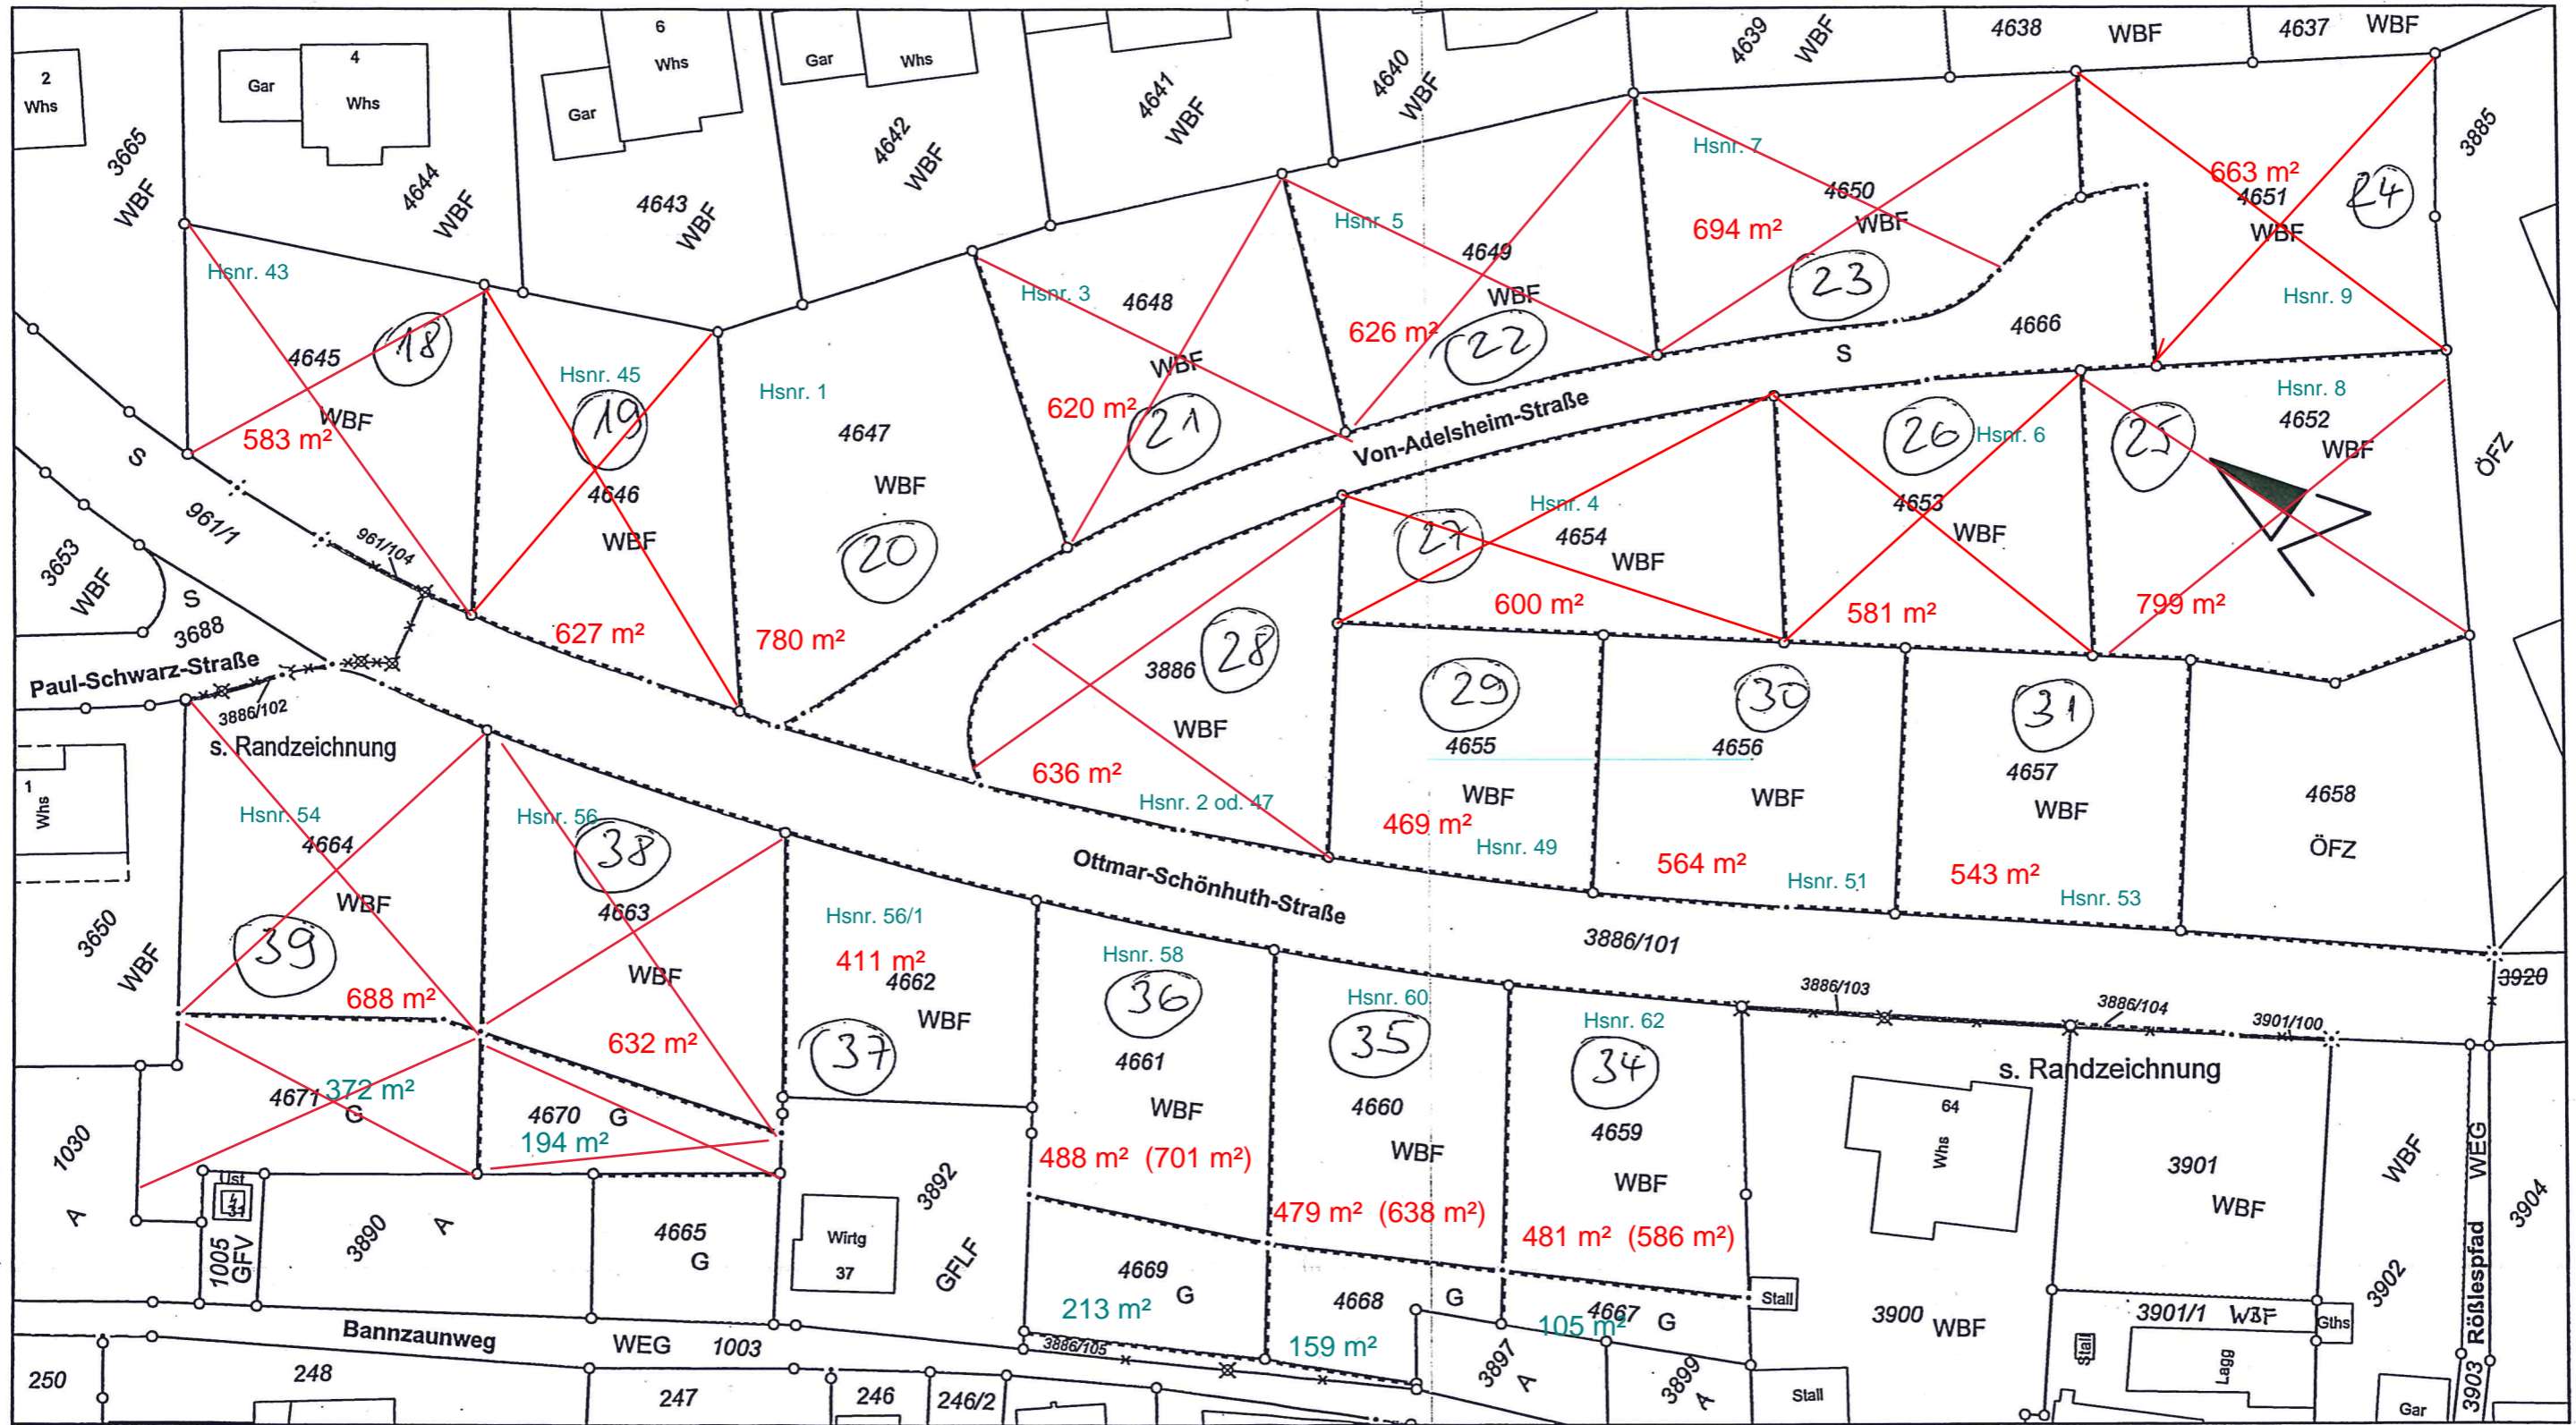 2
Whs
Gar
4
Whs
6
Whs
Gar
Gar
Whs
4639
WBF
4638
WBF
4637
WBF
3665
WBF
4644
WBF
4643
WBF
4642
WBF
4641
WBF
4640
WBF
3885
Hsnr. 43
4645
18
WBF
583 m²
Hsnr. 45
19
4646
WBF
627 m²
Hsnr. 1
4647
WBF
20
780 m²
Hsnr. 3
4648
WBF
620 m²
21
Hsnr. 5
4649
WBF
626 m²
22
Hsnr. 7
4650
WBF
694 m²
23
663 m²
4651
WBF
24
Hsnr. 9
4666
S
Von-Adelsheim-Straße
Hsnr. 8
4652
WBF
25
799 m²
26
Hsnr. 6
4653
WBF
581 m²
Hsnr. 4
27
4654
WBF
600 m²
ÖFZ
S
961/1
961/104
3653
WBF
S
3688
Paul-Schwarz-Straße
3886/102
s. Randzeichnung
28
3886
WBF
636 m²
Hsnr. 2 od. 47
29
4655
WBF
469 m²
Hsnr. 49
30
4656
WBF
564 m²
Hsnr. 51
31
4657
WBF
543 m²
Hsnr. 53
4658
ÖFZ
1
Whs
3650
WBF
Hsnr. 54
4664
WBF
39
688 m²
Hsnr. 56
38
4663
WBF
632 m²
Ottmar-Schönhuth-Straße
3886/101
3920
Hsnr. 56/1
411 m²
4662
WBF
37
Hsnr. 58
36
4661
WBF
488 m² (701 m²)
Hsnr. 60
35
4660
WBF
479 m² (638 m²)
Hsnr. 62
34
4659
WBF
481 m² (586 m²)
3886/103
3886/104
3901/100
s. Randzeichnung
64
Whs
3901
WBF
WBF
3902
3904
1030
A
4671
372 m²
G
4670
G
194 m²
Ust
31
1005
GFV
3890
A
4665
G
3892
GFLF
Wirtg
37
4669
G
213 m²
4668
G
159 m²
4667
G
105 m²
Stall
3900
WBF
3901/1
WBF
Gths
Stall
Lagg
Rößlespfad WEG
3903
Bannzaunweg
WEG
1003
3886/105
3897
A
3899
A
Stall
Gar
250
248
247
246
246/2